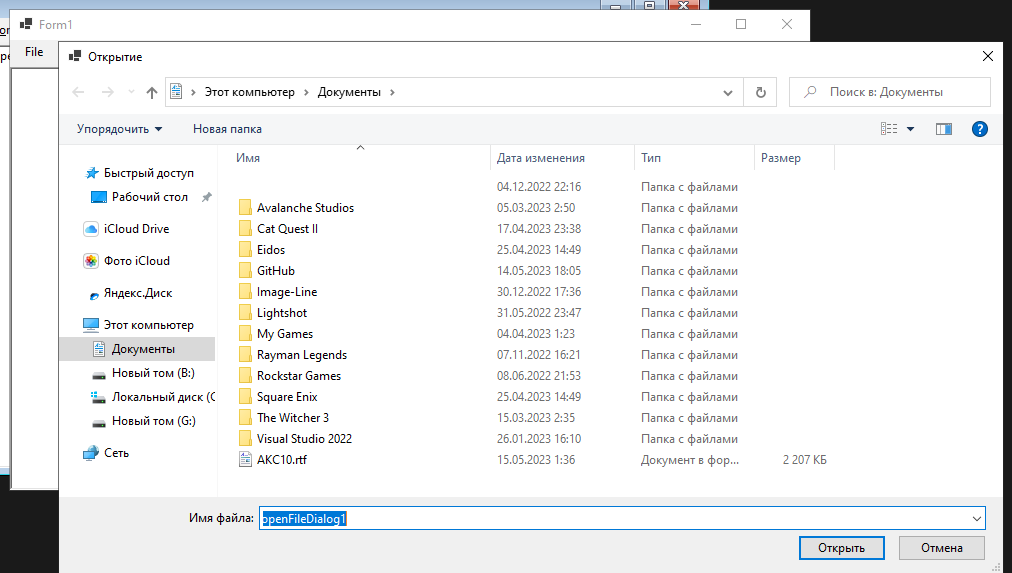 Form1
File
Открытие
Этот компьютер
Документы
Поиск в: Документы
Упорядочить
Новая папка
Имя Дата изменения Тип Размер
04.12.2022 22:16 Папка с файлами
Avalanche Studios 05.03.2023 2:50 Папка с файлами
Cat Quest II 17.04.2023 23:38 Папка с файлами
Eidos 25.04.2023 14:49 Папка с файлами
GitHub 14.05.2023 18:05 Папка с файлами
Image-Line 30.12.2022 17:36 Папка с файлами
Lightshot 31.05.2022 23:47 Папка с файлами
My Games 04.04.2023 1:23 Папка с файлами
Rayman Legends 07.11.2022 16:21 Папка с файлами
Rockstar Games 08.06.2022 21:53 Папка с файлами
Square Enix 25.04.2023 14:49 Папка с файлами
The Witcher 3 15.03.2023 2:35 Папка с файлами
Visual Studio 2022 26.01.2023 16:10 Папка с файлами
АКС10.rtf 15.05.2023 1:36 Документ в фор... 2 207 КБ
Быстрый доступ
Рабочий стол
iCloud Drive
Фото iCloud
Яндекс.Диск
Этот компьютер
Документы
Новый том (B:)
Локальный диск (C
Новый том (G:)
Сеть
Имя файла: openFileDialog1
Открыть
Отмена